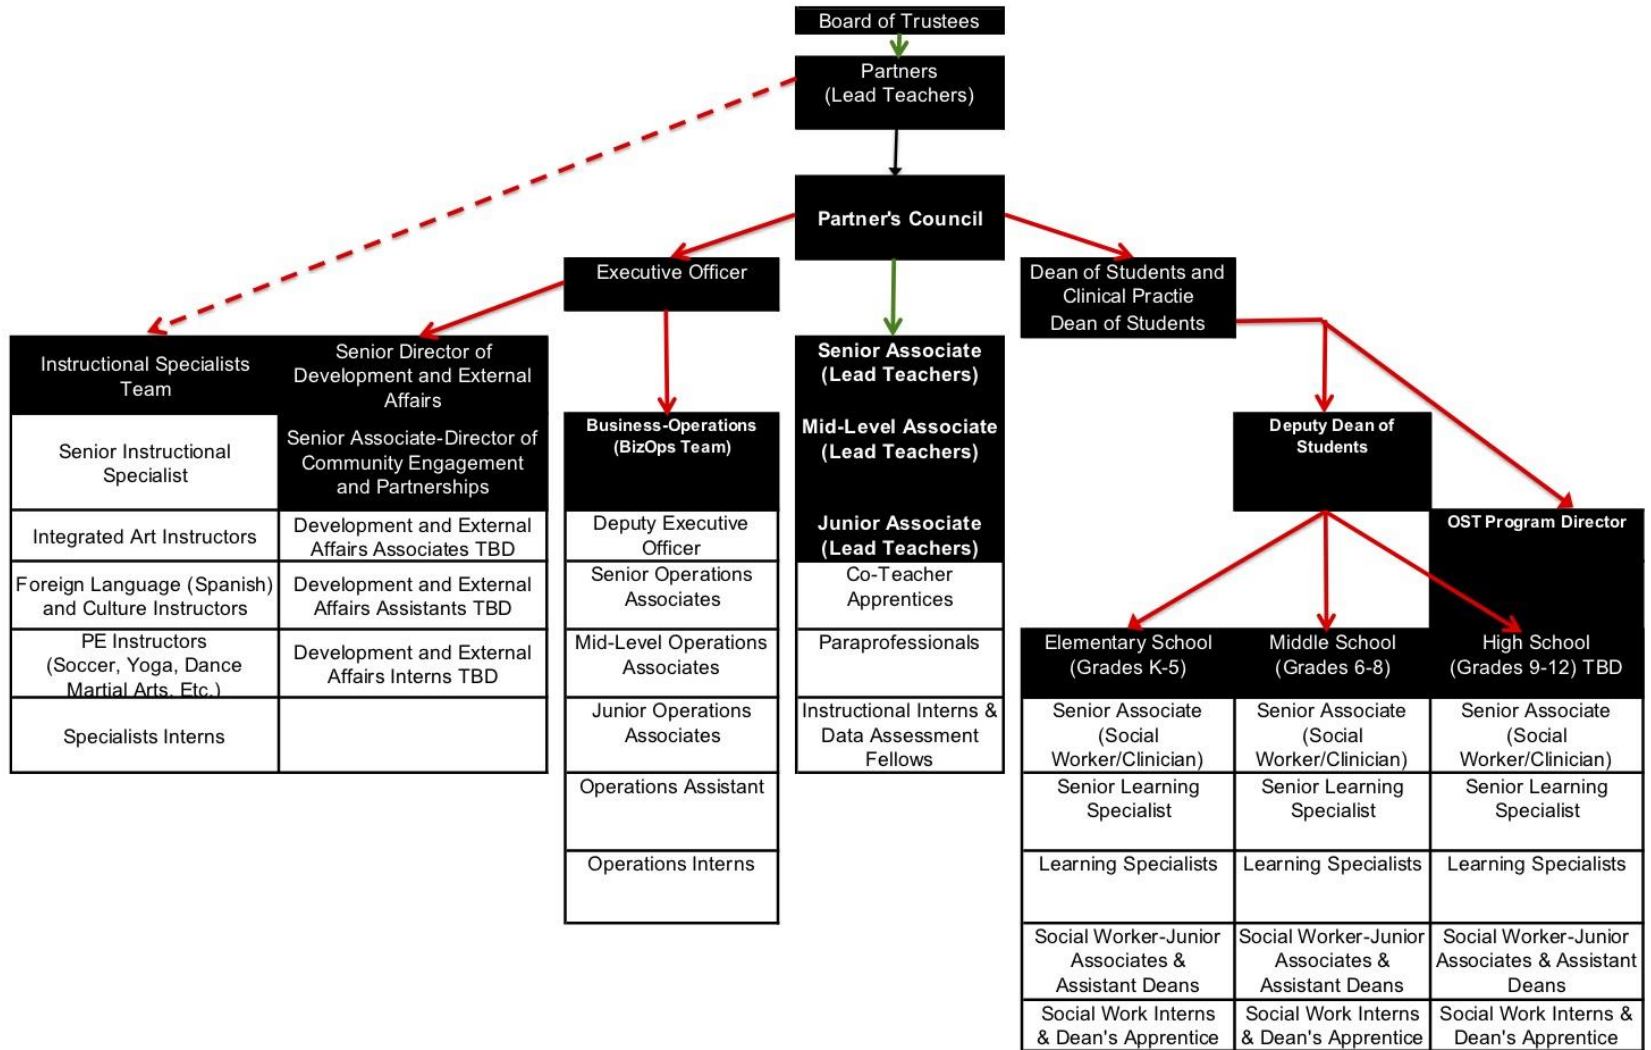 Board of Trustees
Partners
(Lead Teachers)
Partner's Council
Executive Officer
Dean of Students and
Clinical Practie
Dean of Students
Instructional Specialists
Team
Senior Instructional
Specialist
Integrated Art Instructors
Foreign Language (Spanish)
and Culture Instructors
PE Instructors
(Soccer, Yoga, Dance
Martial Arts, Etc.)
Specialists Interns
Senior Director of
Development and External
Affairs
Senior Associate-Director of
Community Engagement
and Partnerships
Development and External
Affairs Associates TBD
Development and External
Affairs Assistants TBD
Development and External
Affairs Interns TBD
Business-Operations
(BizOps Team)
Deputy Executive
Officer
Senior Operations
Associates
Mid-Level Operations
Associates
Junior Operations
Associates
Operations Assistant
Operations Interns
Senior Associate
(Lead Teachers)
Mid-Level Associate
(Lead Teachers)
Junior Associate
(Lead Teachers)
Co-Teacher
Apprentices
Paraprofessionals
Instructional Interns &
Data Assessment
Fellows
Deputy Dean of
Students
OST Program Director
Elementary School
(Grades K-5)
Senior Associate
(Social
Worker/Clinician)
Senior Learning
Specialist
Learning Specialists
Social Worker-Junior
Associates &
Assistant Deans
Social Work Interns
& Dean's Apprentice
Middle School
(Grades 6-8)
Senior Associate
(Social
Worker/Clinician)
Senior Learning
Specialist
Learning Specialists
Social Worker-Junior
Associates &
Assistant Deans
Social Work Interns
& Dean's Apprentice
High School
(Grades 9-12) TBD
Senior Associate
(Social
Worker/Clinician)
Senior Learning
Specialist
Learning Specialists
Social Worker-Junior
Associates & Assistant
Deans
Social Work Interns &
Dean's Apprentice